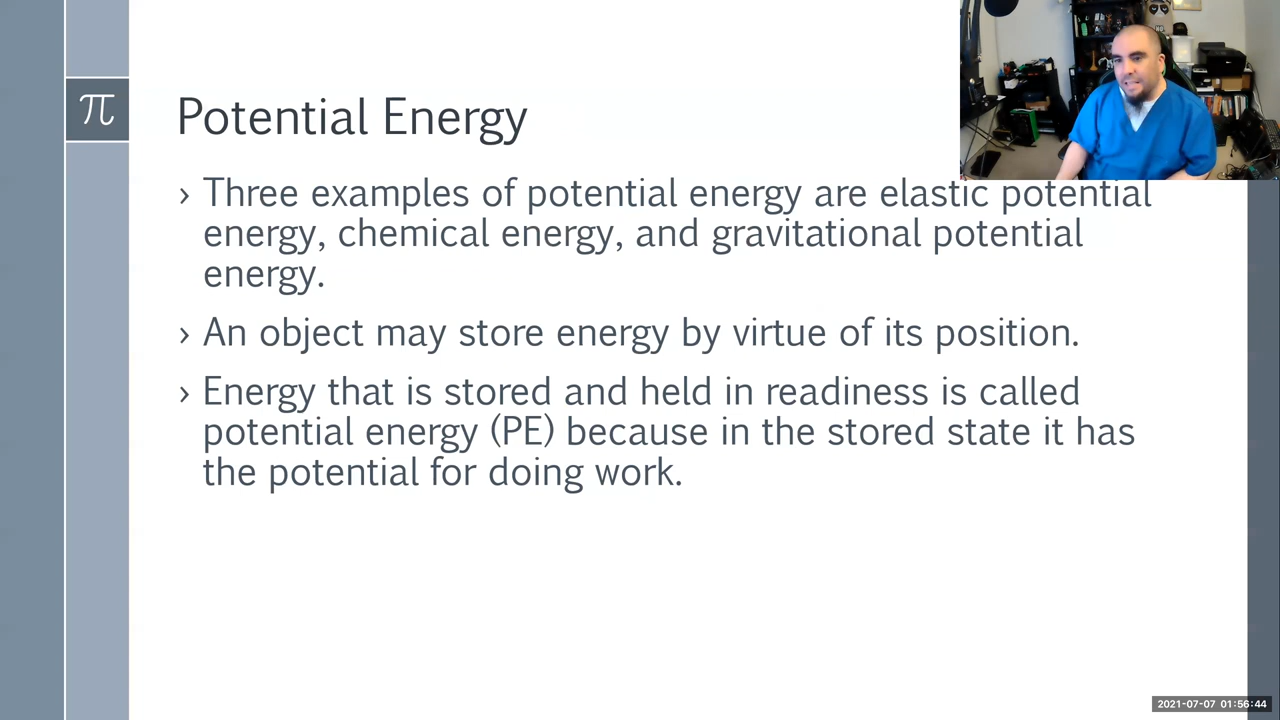 π
Potential Energy
› Three examples of potential energy are elastic potential
energy, chemical energy, and gravitational potential
energy.
› An object may store energy by virtue of its position.
› Energy that is stored and held in readiness is called
potential energy (PE) because in the stored state it has
the potential for doing work.
2021-07-07 01:56:44